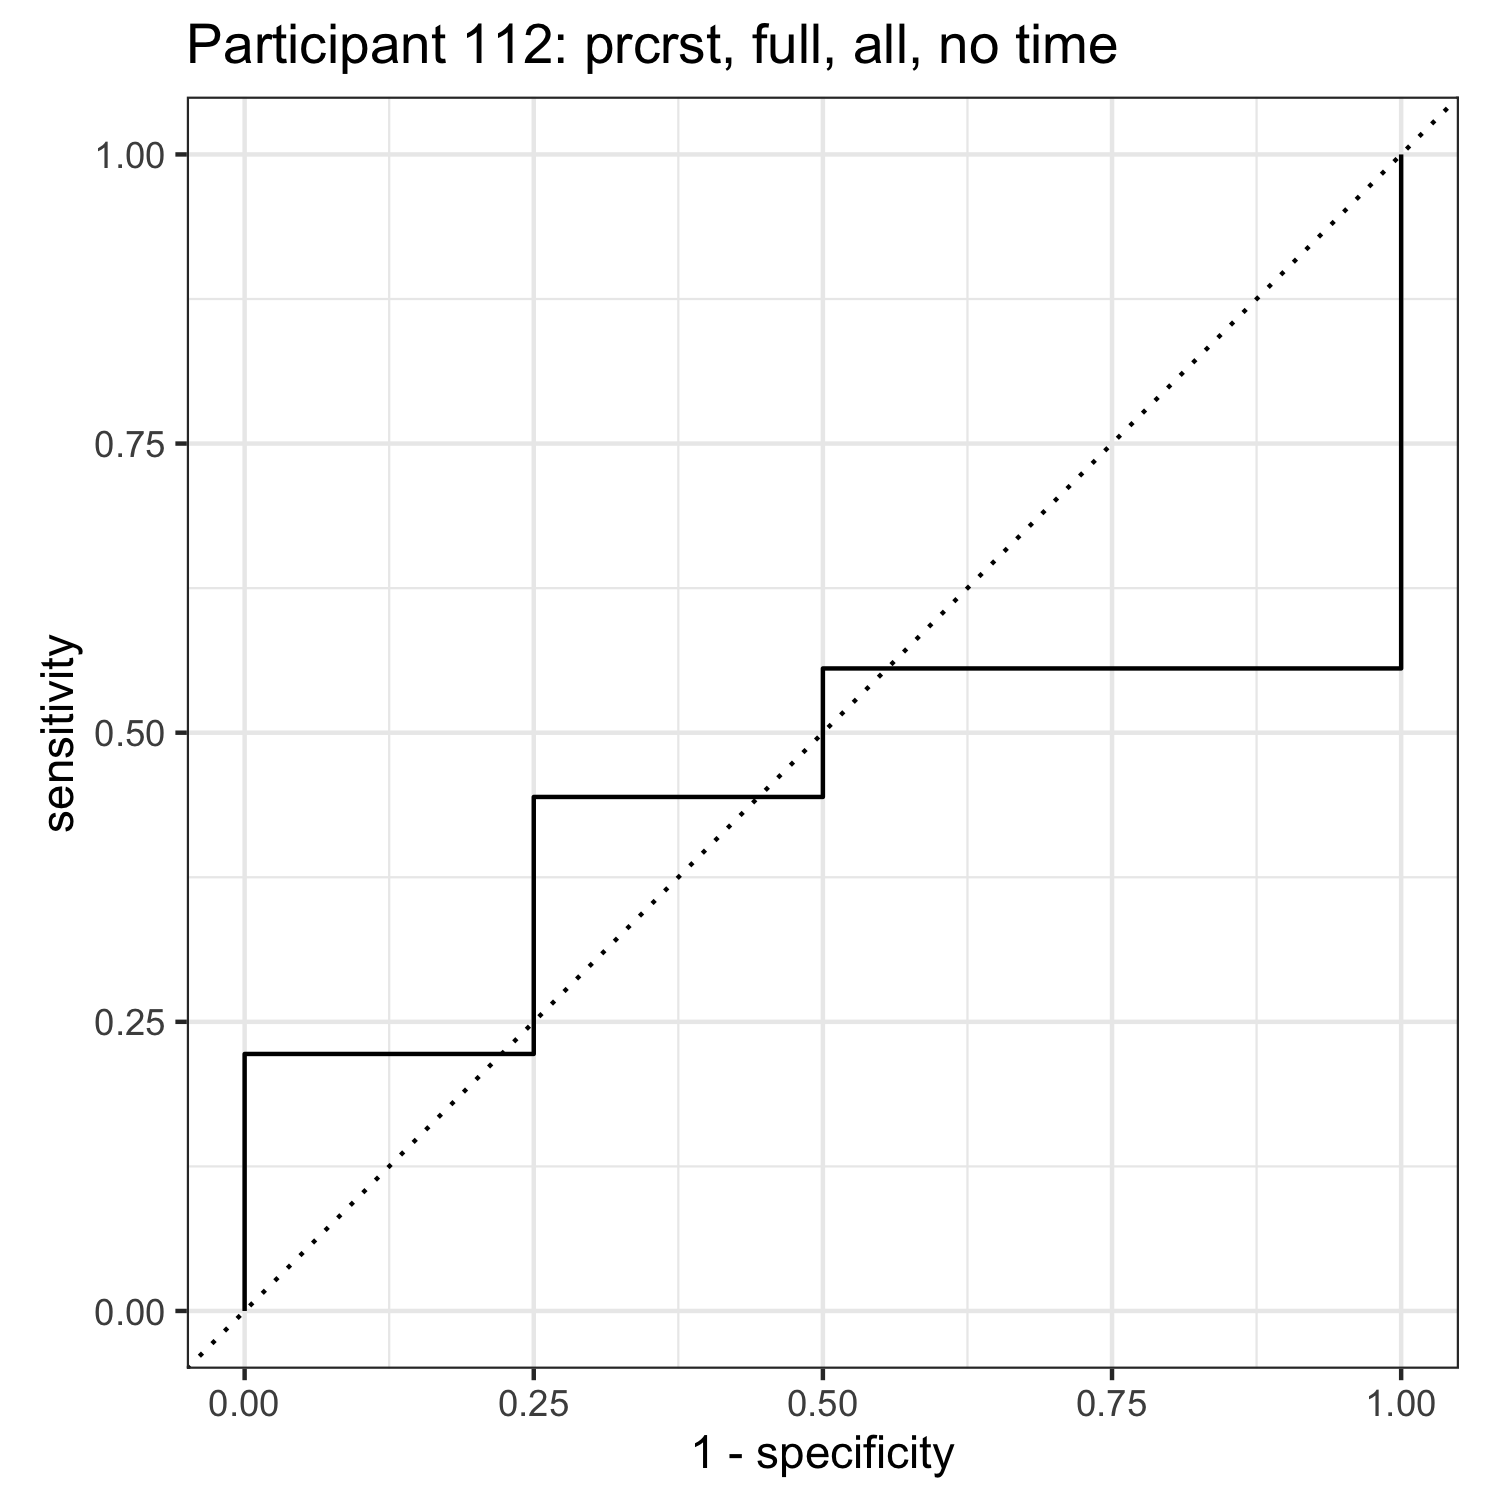 Participant 112: prcrst, full, all, no time
1.00
0.75
0.50
0.25
0.00
sensitivity
0.00 0.25 0.50 0.75 1.00
1 - specificity